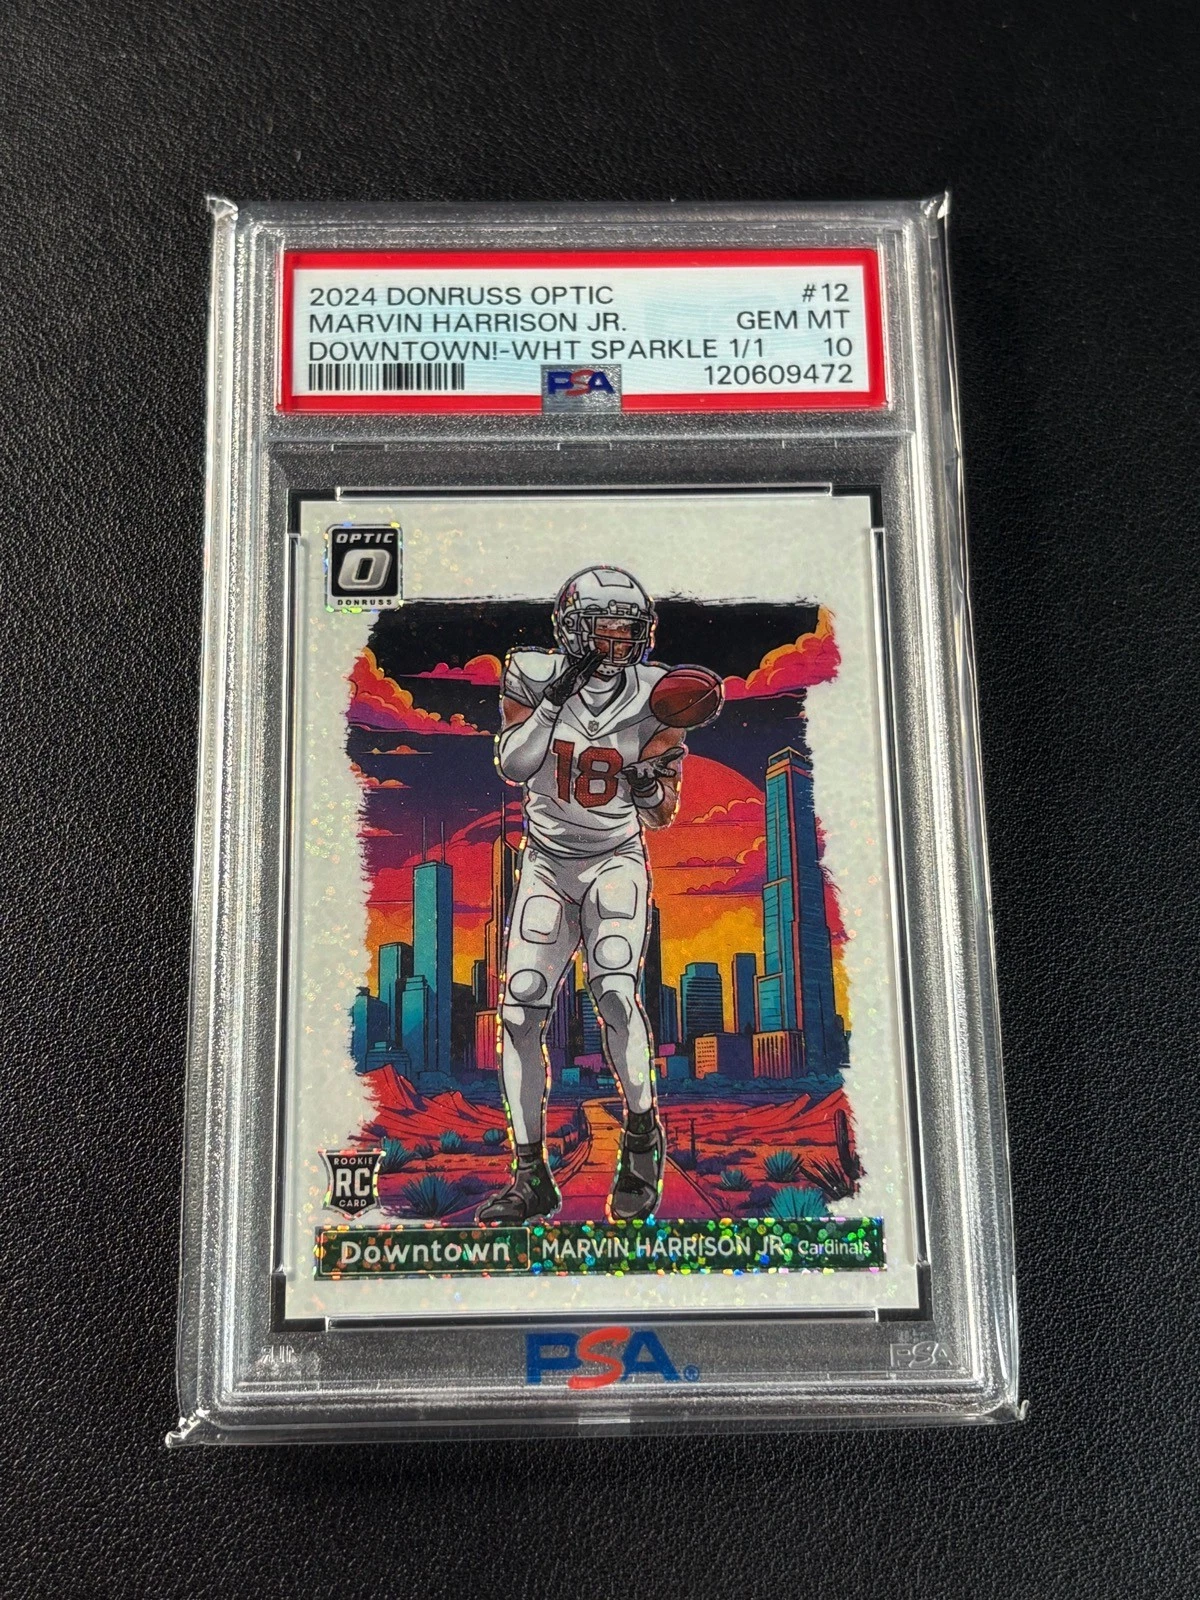 2024 DONRUSS OPTIC #12
MARVIN HARRISON JR. GEM MT
DOWNTOWN!-WHT SPARKLE 1/1 10
PSA 120609472
OPTIC
O
DONRUSS
18
ROOKIE
RC
CARD
Downtown MARVIN HARRISON JR. Cardinals
PSA®
PSA